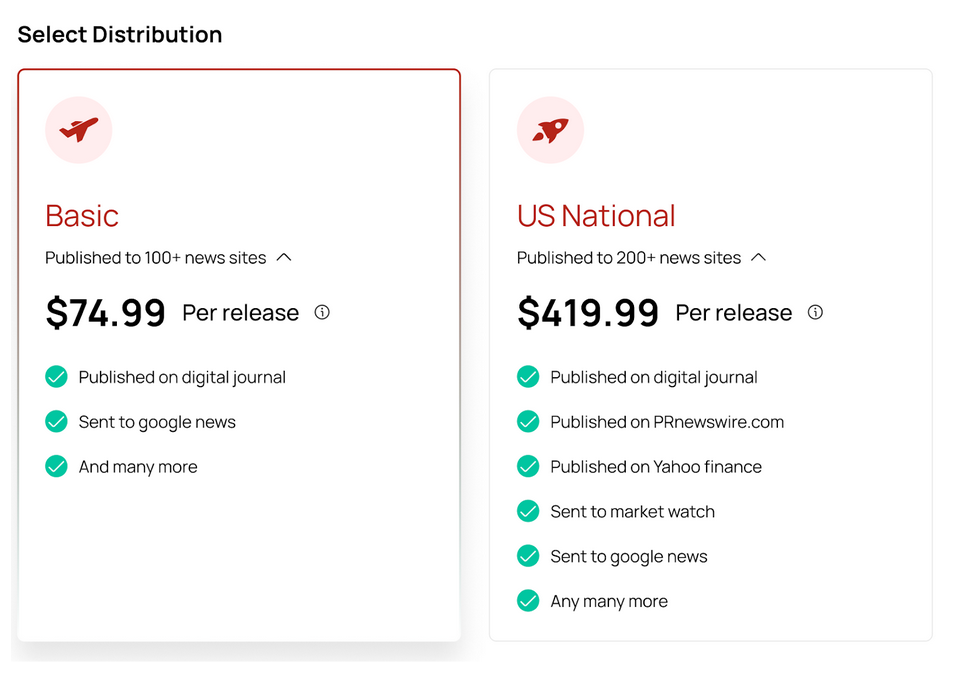 Select Distribution
Basic
Published to 100+ news sites
$74.99 Per release
Published on digital journal
Sent to google news
And many more
US National
Published to 200+ news sites
$419.99 Per release
Published on digital journal
Published on PRnewswire.com
Published on Yahoo finance
Sent to market watch
Sent to google news
Any many more